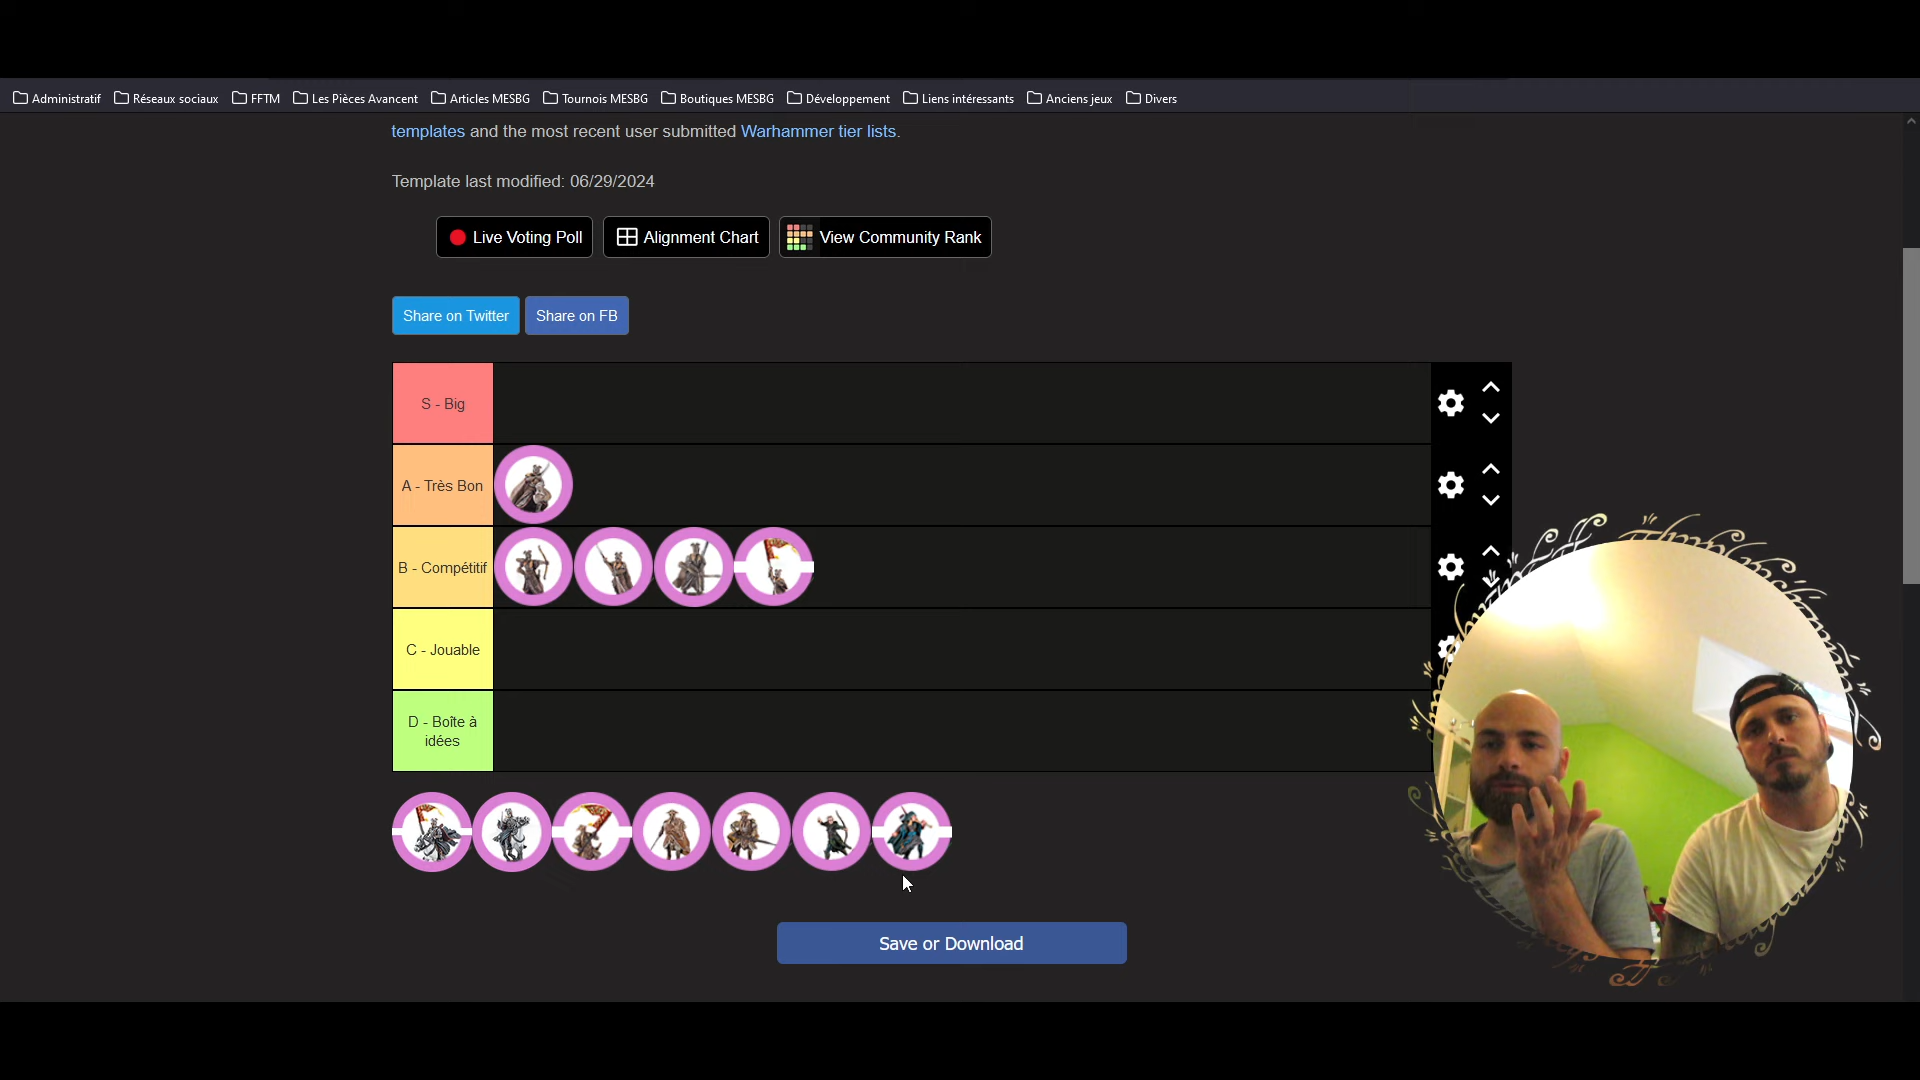 Administratif Réseaux sociaux FFTM Les Pièces Avancent Articles MESBG Tournois MESBG Boutiques MESBG Développement Liens intéressants Anciens jeux Divers
templates and the most recent user submitted Warhammer tier lists.
Template last modified: 06/29/2024
Live Voting Poll Alignment Chart View Community Rank
Share on Twitter Share on FB
S - Big
A - Très Bon
B - Compétitif
C - Jouable
D - Boîte à
idées
Save or Download